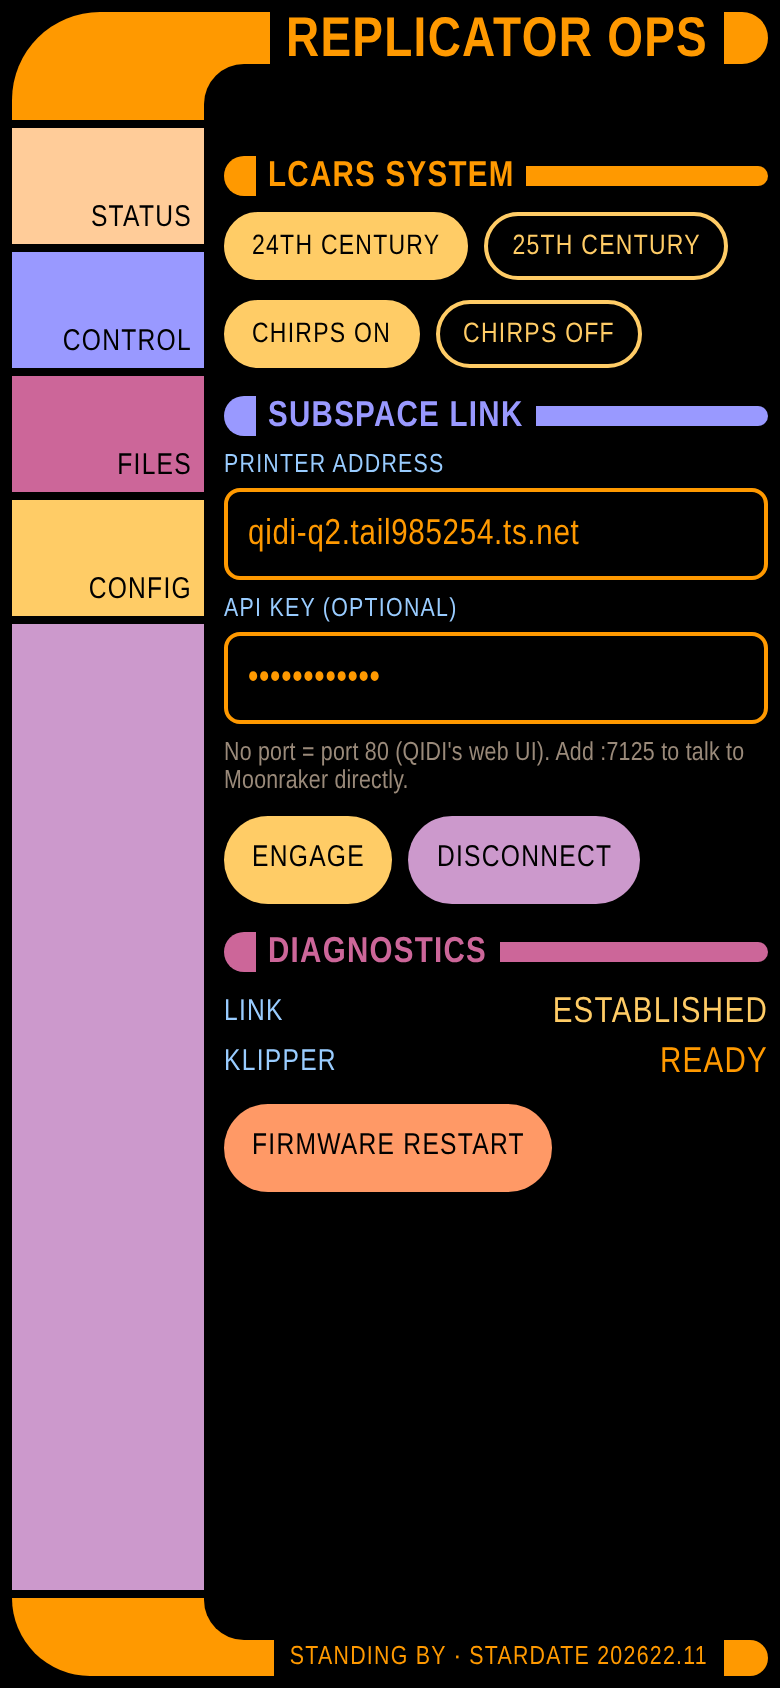 REPLICATOR OPS
STATUS
CONTROL
FILES
CONFIG
LCARS SYSTEM
24TH CENTURY 25TH CENTURY
CHIRPS ON CHIRPS OFF
SUBSPACE LINK
PRINTER ADDRESS
qidi-q2.tail985254.ts.net
API KEY (OPTIONAL)
••••••••••••
No port = port 80 (QIDI's web UI). Add :7125 to talk to
Moonraker directly.
ENGAGE DISCONNECT
DIAGNOSTICS
LINK ESTABLISHED
KLIPPER READY
FIRMWARE RESTART
STANDING BY · STARDATE 202622.11